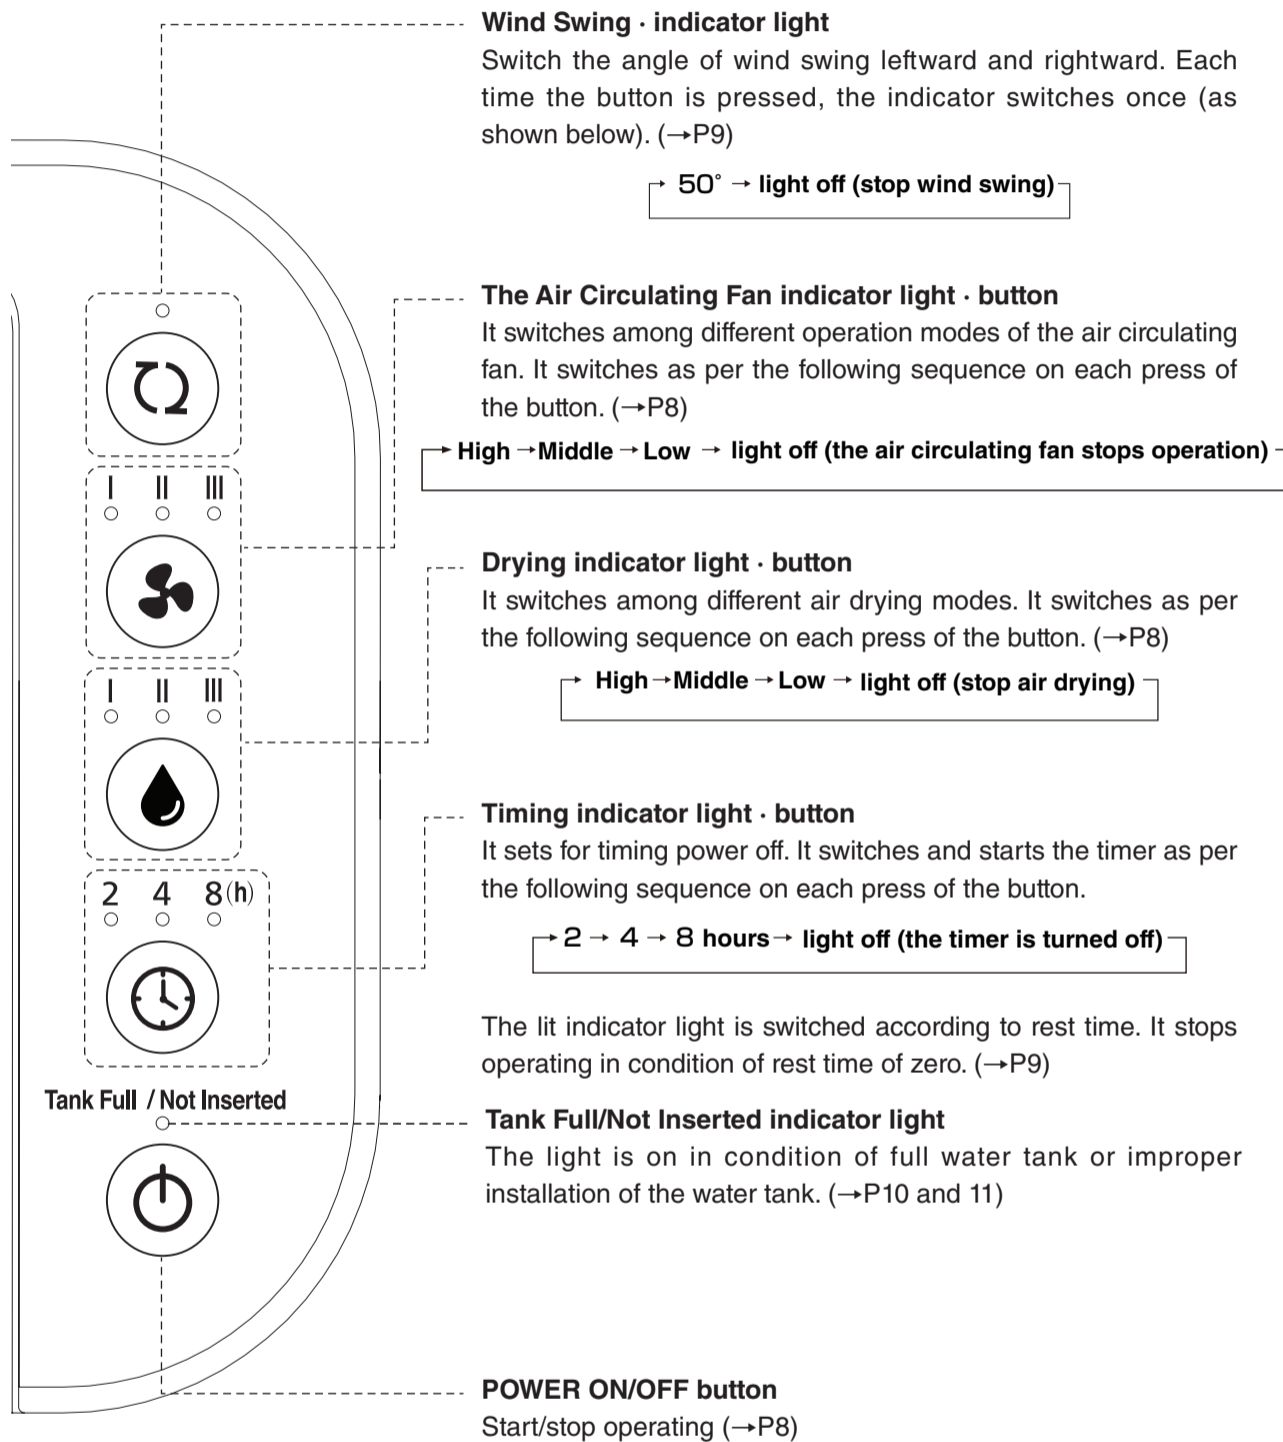 Wind Swing · indicator light
Switch the angle of wind swing leftward and rightward. Each
time the button is pressed, the indicator switches once (as
shown below). (→P9)
50° → light off (stop wind swing)
The Air Circulating Fan indicator light · button
It switches among different operation modes of the air circulating
fan. It switches as per the following sequence on each press of
the button. (→P8)
High →Middle → Low → light off (the air circulating fan stops operation)
I II III
Drying indicator light · button
It switches among different air drying modes. It switches as per
the following sequence on each press of the button. (→P8)
High →Middle → Low → light off (stop air drying)
I II III
Timing indicator light · button
It sets for timing power off. It switches and starts the timer as per
the following sequence on each press of the button.
2 → 4 → 8 hours→ light off (the timer is turned off)
2 4 8(h)
The lit indicator light is switched according to rest time. It stops
operating in condition of rest time of zero. (→P9)
Tank Full / Not Inserted
Tank Full/Not Inserted indicator light
The light is on in condition of full water tank or improper
installation of the water tank. (→P10 and 11)
POWER ON/OFF button
Start/stop operating (→P8)